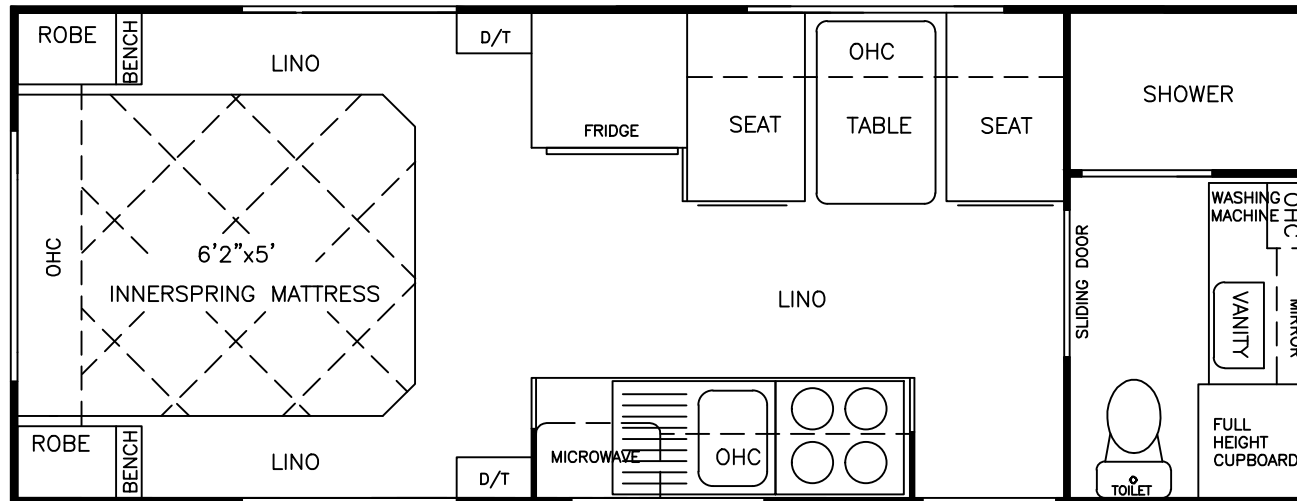 ROBE
BENCH
LINO
D/T
FRIDGE
OHC
SEAT
TABLE
SEAT
SHOWER
OHC
6'2"x5'
INNERSPRING MATTRESS
LINO
SLIDING DOOR
WASHING
MACHINE
OHC
VANITY
MIRROR
ROBE
BENCH
LINO
D/T
MICROWAVE
OHC
TOILET
FULL
HEIGHT
CUPBOARD